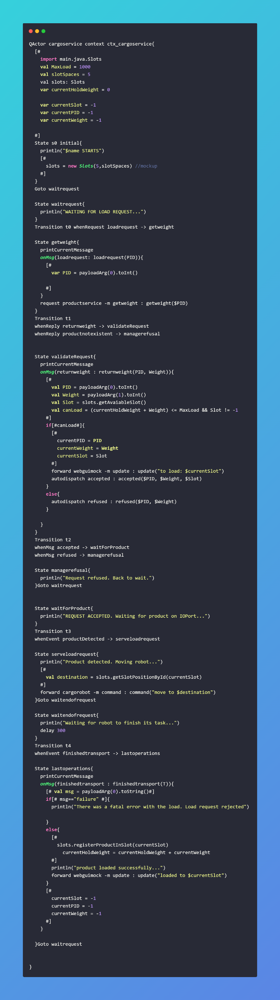 QActor cargoservice context ctx_cargoservice{
  [#
    import main.java.Slots
    val MaxLoad = 1000
    val slotSpaces = 5
    val slots: Slots
    var currentHoldWeight = 0

    var currentSlot = -1
    var currentPID = -1
    var currentWeight = -1

  #]
  State s0 initial{
    println("$name STARTS")
    [#
      slots = new Slots(5,slotSpaces) //mockup
    #]
  }
  Goto waitrequest

  State waitrequest{
    println("WAITING FOR LOAD REQUEST...")
  }
  Transition t0 whenRequest loadrequest -> getweight

  State getweight{
    printCurrentMessage
    onMsg(loadrequest: loadrequest(PID)){
      [#
        var PID = payloadArg(0).toInt()

      #]
    }
    request productservice -m getweight : getweight($PID)
  }
  Transition t1
  whenReply returnweight -> validateRequest
  whenReply productnotexistent -> managerefusal


  State validateRequest{
    printCurrentMessage
    onMsg(returnweight : returnweight(PID, Weight)){
      [#
        val PID = payloadArg(0).toInt()
        val Weight = payloadArg(1).toInt()
        val Slot = slots.getAvaiableSlot()
        val canLoad = (currentHoldWeight + Weight) <= MaxLoad && Slot != -1
      #]
      if[#canLoad#]{
        [#
          currentPID = PID
          currentWeight = Weight
          currentSlot = Slot
        #]
        forward webguimock -m update : update("to load: $currentSlot")
        autodispatch accepted : accepted($PID, $Weight, $Slot)
      }
      else{
        autodispatch refused : refused($PID, $Weight)
      }

    }
  }
  Transition t2
  whenMsg accepted -> waitForProduct
  whenMsg refused -> managerefusal

  State managerefusal{
    println("Request refused. Back to wait.")
  }Goto waitrequest


  State waitForProduct{
    println("REQUEST ACCEPTED. Waiting for product on IOPort...")
  }
  Transition t3
  whenEvent productDetected -> serveloadrequest

  State serveloadrequest{
    println("Product detected. Moving robot...")
    [#
      val destination = slots.getSlotPositionById(currentSlot)
    #]
    forward cargorobot -m command : command("move to $destination")
  }Goto waitendofrequest

  State waitendofrequest{
    println("Waiting for robot to finish its task...")
    delay 300
  }
  Transition t4
  whenEvent finishedtransport -> lastoperations

  State lastoperations{
    printCurrentMessage
    onMsg(finishedtransport : finishedtransport(T)){
      [# val msg = payloadArg(0).toString()#]
      if[# msg=="failure" #]{
        println("There was a fatal error with the load. Load request rejected")

      }
      else{
        [#
          slots.registerProductInSlot(currentSlot)
            currentHoldWeight = currentHoldWeight + currentWeight
        #]
        println("product loaded successfully...")
        forward webguimock -m update : update("loaded to $currentSlot")
      }
      [#
        currentSlot = -1
        currentPID = -1
        currentWeight = -1
      #]
    }

  }Goto waitrequest



}